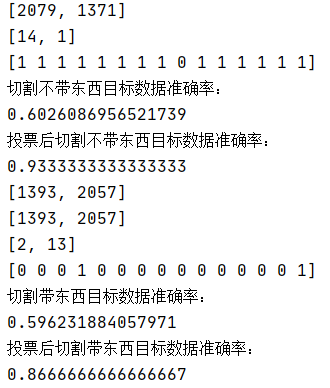 [2079, 1371]
[14, 1]
[1 1 1 1 1 1 1 1 0 1 1 1 1 1 1]
切割不带东西目标数据准确率：
0.6026086956521739
投票后切割不带东西目标数据准确率：
0.9333333333333333
[1393, 2057]
[1393, 2057]
[2, 13]
[0 0 0 1 0 0 0 0 0 0 0 0 0 0 1]
切割带东西目标数据准确率：
0.596231884057971
投票后切割带东西目标数据准确率：
0.8666666666666667